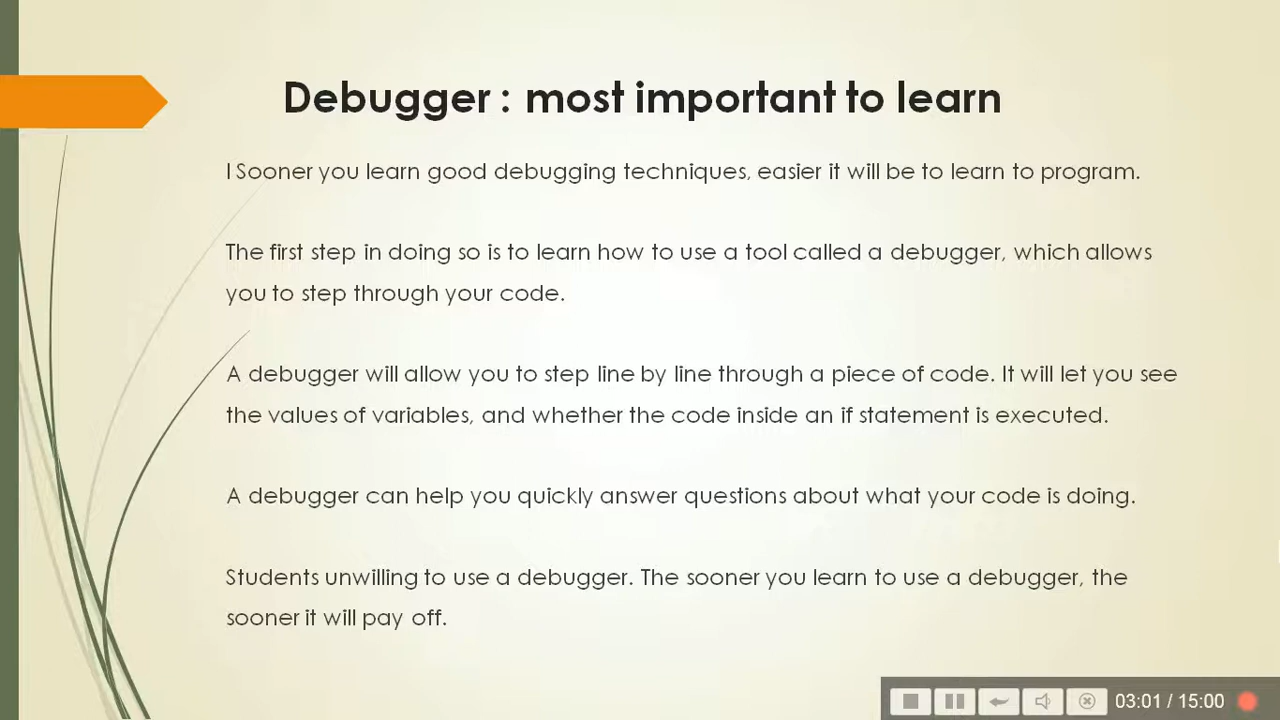 Debugger : most important to learn
I Sooner you learn good debugging techniques, easier it will be to learn to program.
The first step in doing so is to learn how to use a tool called a debugger, which allows
you to step through your code.
A debugger will allow you to step line by line through a piece of code. It will let you see
the values of variables, and whether the code inside an if statement is executed.
A debugger can help you quickly answer questions about what your code is doing.
Students unwilling to use a debugger. The sooner you learn to use a debugger, the
sooner it will pay off.
03:01 / 15:00